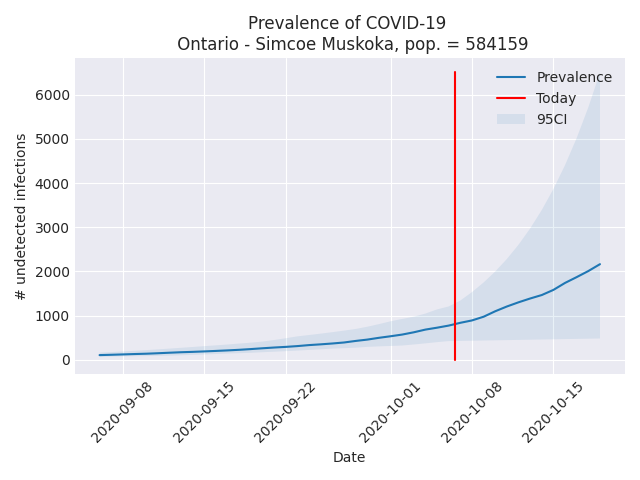 Prevalence of COVID-19
Ontario - Simcoe Muskoka, pop. = 584159
Prevalence
Today
95CI
6000
5000
4000
3000
2000
1000
0
# undetected infections
2020-09-08
2020-09-15
2020-09-22
2020-10-01
2020-10-08
2020-10-15
Date